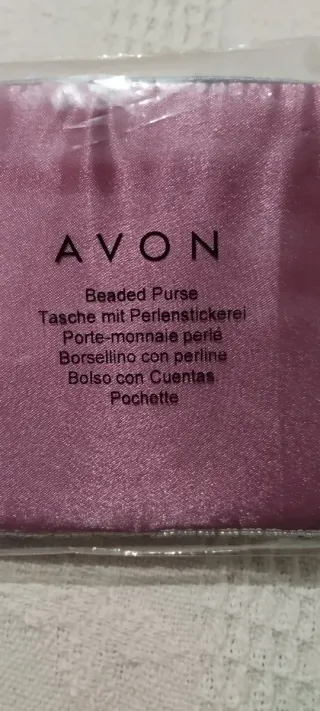 AVON
Beaded Purse
Tasche mit Perlenstickerei
Porte-monnaie perlé
Borsellino con perline
Bolso con Cuentas
Pochette